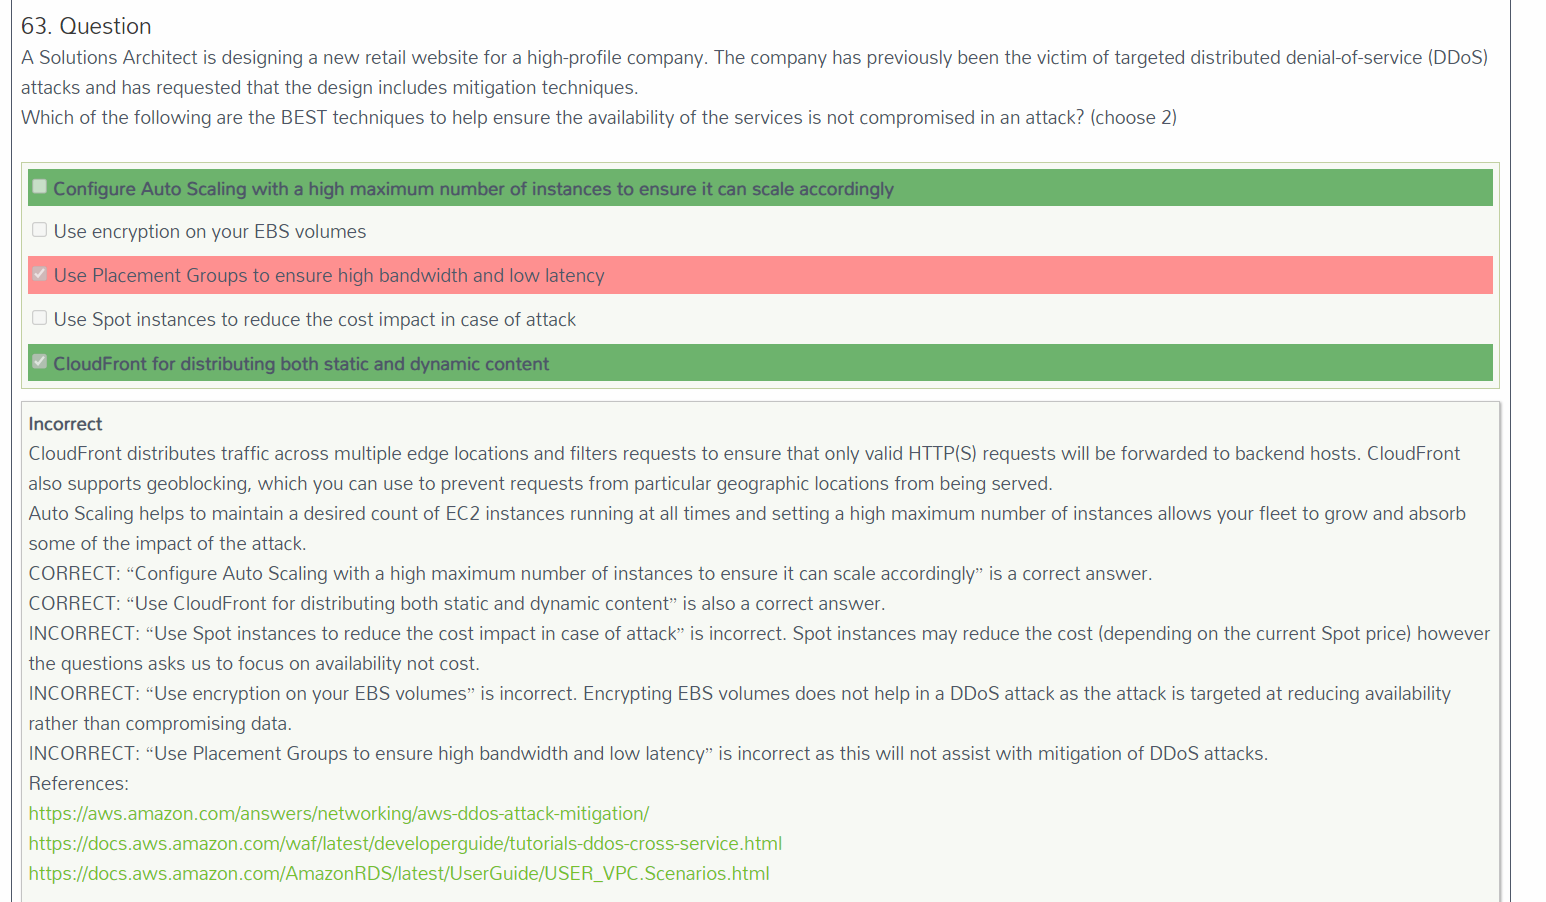 63. Question
A Solutions Architect is designing a new retail website for a high-profile company. The company has previously been the victim of targeted distributed denial-of-service (DDoS)
attacks and has requested that the design includes mitigation techniques.
Which of the following are the BEST techniques to help ensure the availability of the services is not compromised in an attack? (choose 2)
Configure Auto Scaling with a high maximum number of instances to ensure it can scale accordingly
Use encryption on your EBS volumes
Use Placement Groups to ensure high bandwidth and low latency
Use Spot instances to reduce the cost impact in case of attack
CloudFront for distributing both static and dynamic content
Incorrect
CloudFront distributes traffic across multiple edge locations and filters requests to ensure that only valid HTTP(S) requests will be forwarded to backend hosts. CloudFront
also supports geoblocking, which you can use to prevent requests from particular geographic locations from being served.
Auto Scaling helps to maintain a desired count of EC2 instances running at all times and setting a high maximum number of instances allows your fleet to grow and absorb
some of the impact of the attack.
CORRECT: “Configure Auto Scaling with a high maximum number of instances to ensure it can scale accordingly” is a correct answer.
CORRECT: “Use CloudFront for distributing both static and dynamic content” is also a correct answer.
INCORRECT: “Use Spot instances to reduce the cost impact in case of attack” is incorrect. Spot instances may reduce the cost (depending on the current Spot price) however
the questions asks us to focus on availability not cost.
INCORRECT: “Use encryption on your EBS volumes” is incorrect. Encrypting EBS volumes does not help in a DDoS attack as the attack is targeted at reducing availability
rather than compromising data.
INCORRECT: “Use Placement Groups to ensure high bandwidth and low latency” is incorrect as this will not assist with mitigation of DDoS attacks.
References:
https://aws.amazon.com/answers/networking/aws-ddos-attack-mitigation/
https://docs.aws.amazon.com/waf/latest/developerguide/tutorials-ddos-cross-service.html
https://docs.aws.amazon.com/AmazonRDS/latest/UserGuide/USER_VPC.Scenarios.html